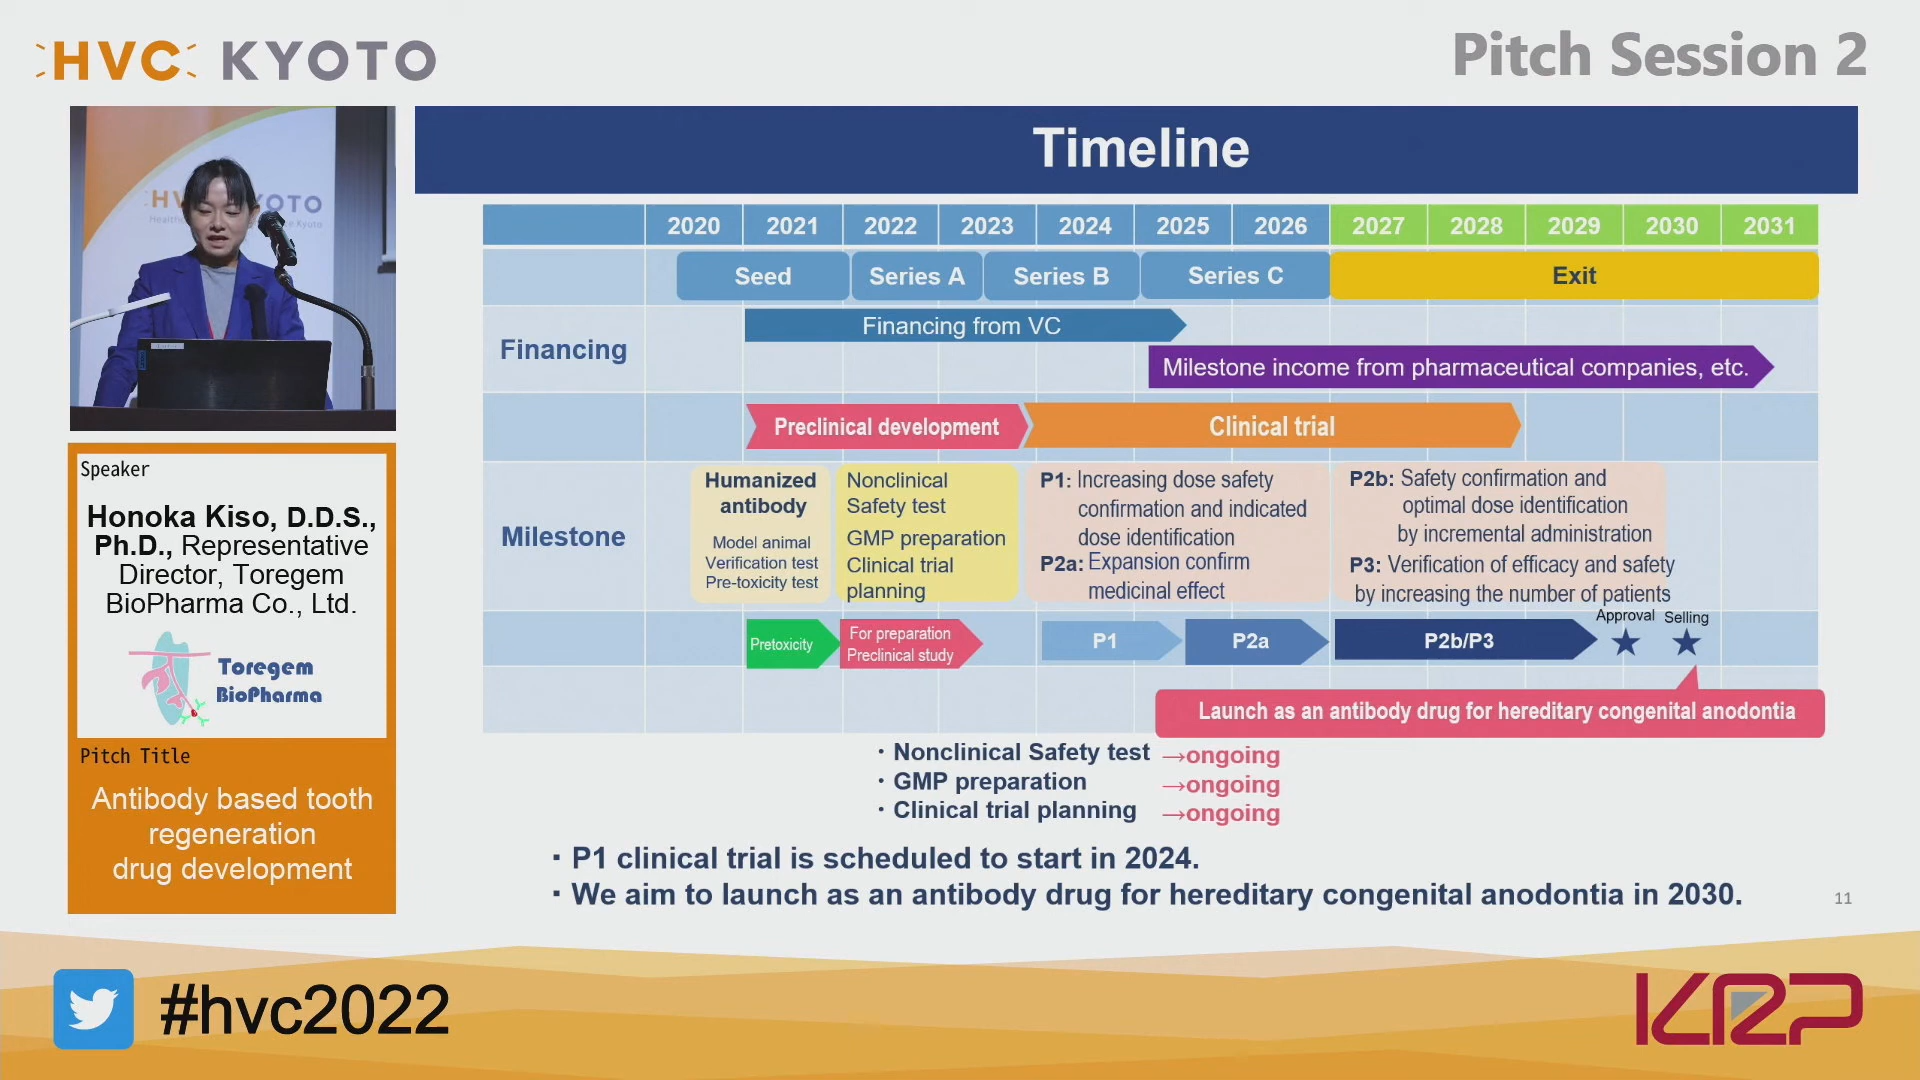 HVC KYOTO
Pitch Session 2
HVC KYOTO
Speaker
Honoka Kiso, D.D.S.,
Ph.D., Representative
Director, Toregem
BioPharma Co., Ltd.
Toregem
BioPharma
Pitch Title
Antibody based tooth
regeneration
drug development
Timeline
2020 2021 2022 2023 2024 2025 2026 2027 2028 2029 2030 2031
Seed Series A Series B Series C Exit
Financing
Financing from VC
Milestone income from pharmaceutical companies, etc.
Preclinical development Clinical trial
Milestone
Humanized
antibody
Model animal
Verification test
Pre-toxicity test
Nonclinical
Safety test
GMP preparation
Clinical trial
planning
P1: Increasing dose safety
confirmation and indicated
dose identification
P2a: Expansion confirm
medicinal effect
P2b: Safety confirmation and
optimal dose identification
by incremental administration
P3: Verification of efficacy and safety
by increasing the number of patients
Pretoxicity
For preparation
Preclinical study
P1 P2a P2b/P3
Approval Selling
Launch as an antibody drug for hereditary congenital anodontia
・Nonclinical Safety test →ongoing
・GMP preparation →ongoing
・Clinical trial planning →ongoing
・P1 clinical trial is scheduled to start in 2024.
・We aim to launch as an antibody drug for hereditary congenital anodontia in 2030.
11
#hvc2022
KRP